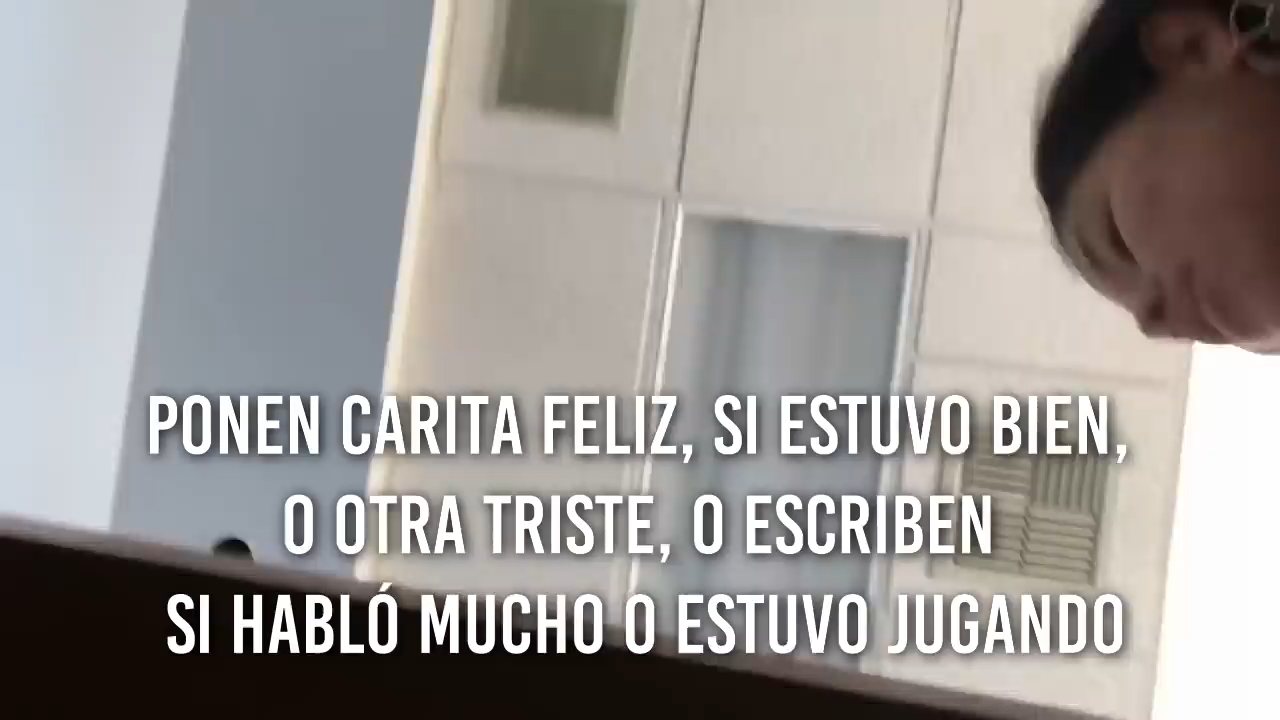 PONEN CARITA FELIZ, SI ESTUVO BIEN,
O OTRA TRISTE, O ESCRIBEN
SI HABLÓ MUCHO O ESTUVO JUGANDO